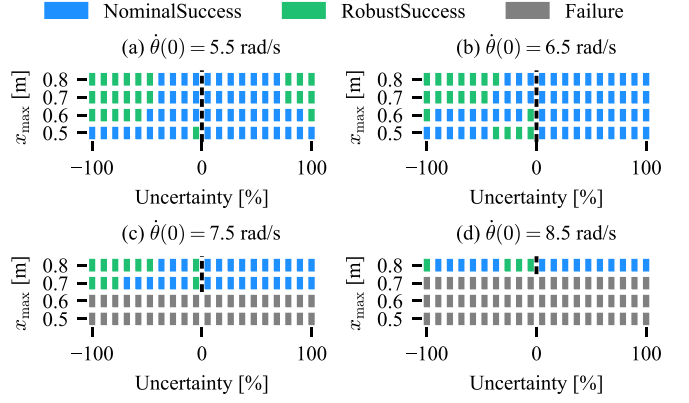 NominalSuccess RobustSuccess Failure
(a) θ̇(0) = 5.5 rad/s
(b) θ̇(0) = 6.5 rad/s
x_max [m]
0.8
0.7
0.6
0.5
−100 0 100
Uncertainty [%]
x_max [m]
0.8
0.7
0.6
0.5
−100 0 100
Uncertainty [%]
(c) θ̇(0) = 7.5 rad/s
(d) θ̇(0) = 8.5 rad/s
x_max [m]
0.8
0.7
0.6
0.5
−100 0 100
Uncertainty [%]
x_max [m]
0.8
0.7
0.6
0.5
−100 0 100
Uncertainty [%]